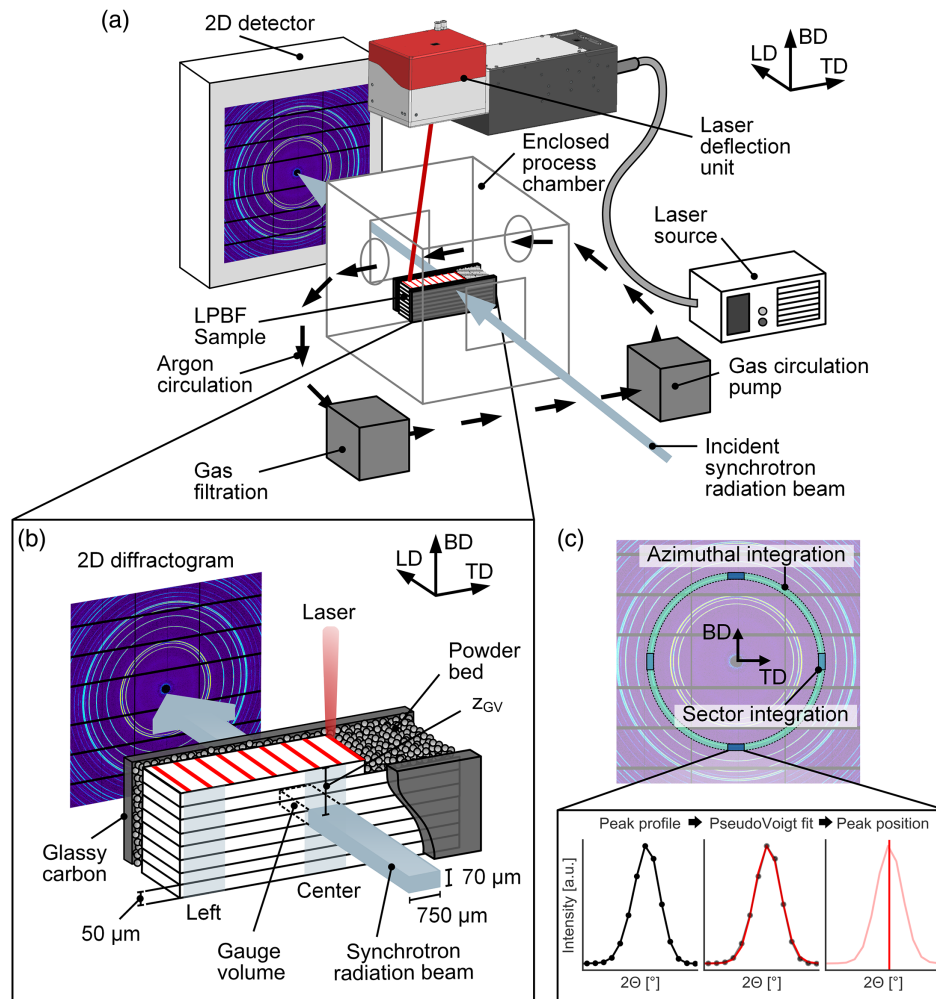 (a)
2D detector
BD
LD
TD
Enclosed
process
chamber
Laser
deflection
unit
Laser
source
LPBF
Sample
Argon
circulation
Gas circulation
pump
Gas
filtration
Incident
synchrotron
radiation beam
(b)
2D diffractogram
BD
LD
TD
Laser
Powder
bed
zGV
Glassy
carbon
Left
Center
70 µm
750 µm
50 µm
Gauge
volume
Synchrotron
radiation beam
(c)
Azimuthal integration
BD
TD
Sector integration
Peak profile
PseudoVoigt fit
Peak position
Intensity [a.u.]
2Θ [°]
2Θ [°]
2Θ [°]